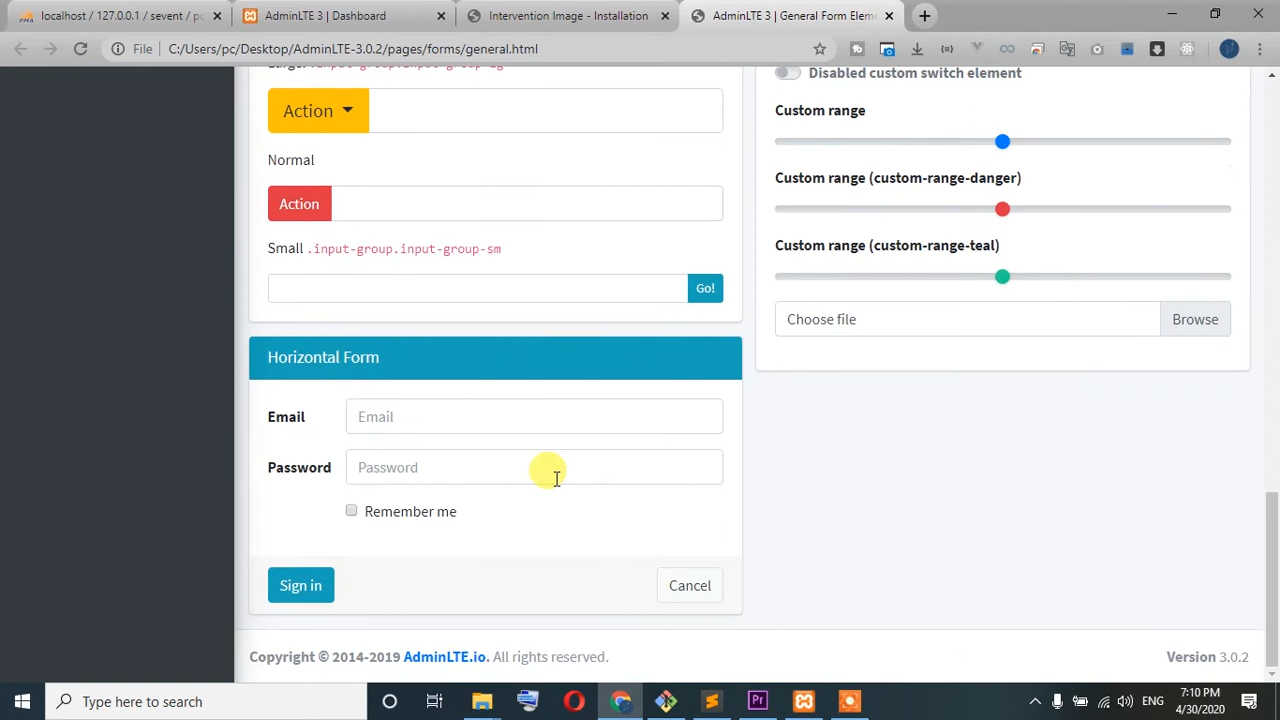 localhost / 127.0.0.1 / sevent / pc
AdminLTE 3 | Dashboard
Intervention Image - Installation
AdminLTE 3 | General Form Elem
File
C:/Users/pc/Desktop/AdminLTE-3.0.2/pages/forms/general.html
Large .input-group.input-group-lg
Action
Normal
Action
Small .input-group.input-group-sm
Go!
Disabled custom switch element
Custom range
Custom range (custom-range-danger)
Custom range (custom-range-teal)
Choose file
Browse
Horizontal Form
Email
Email
Password
Password
Remember me
Sign in
Cancel
Copyright © 2014-2019 AdminLTE.io. All rights reserved.
Version 3.0.2
Type here to search
ENG
7:10 PM
4/30/2020